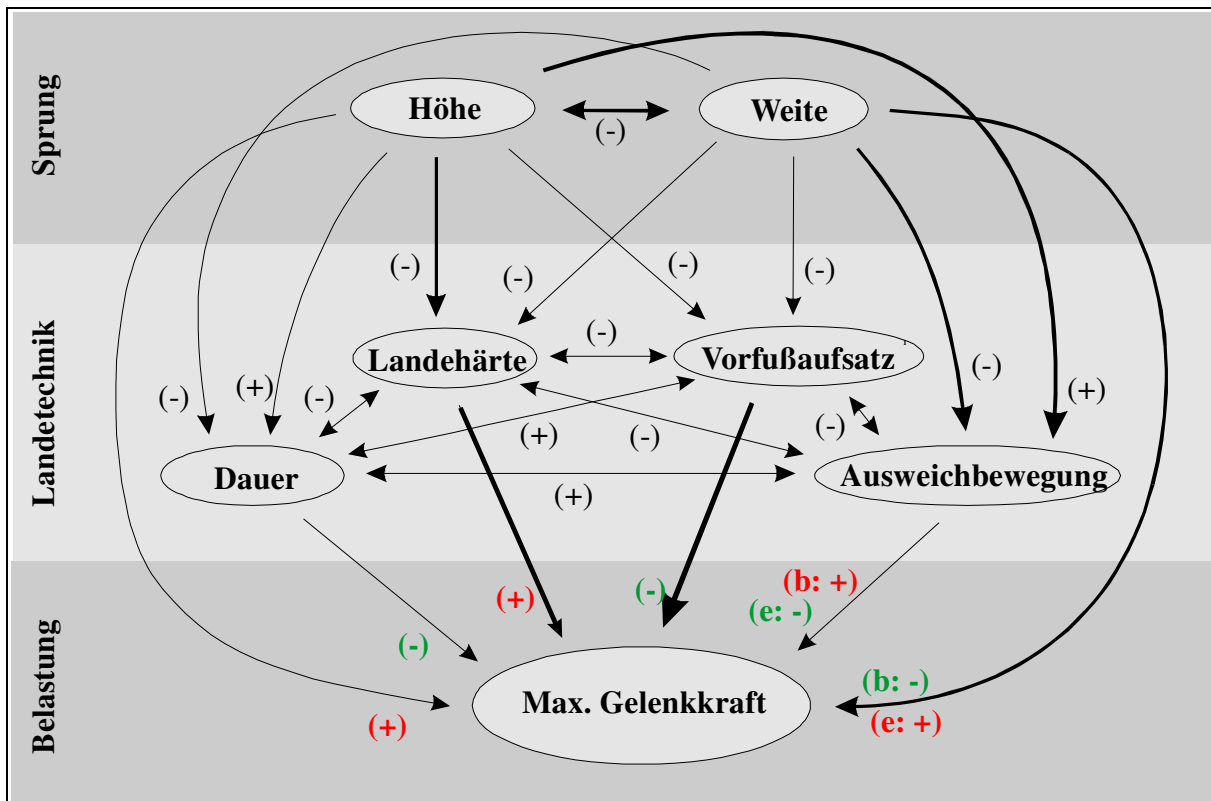 Sprung
Höhe
Weite
(-)
(-)
(-)
(-)
(-)
Landetechnik
Landehärte
(-)
Vorfußaufsatz
(-)
(+)
(-)
(-)
(+)
(+)
(-)
(-)
Dauer
(+)
Ausweichbewegung
Belastung
(-)
(+)
(-)
(b: +)
(e: -)
Max. Gelenkkraft
(+)
(b: -)
(e: +)